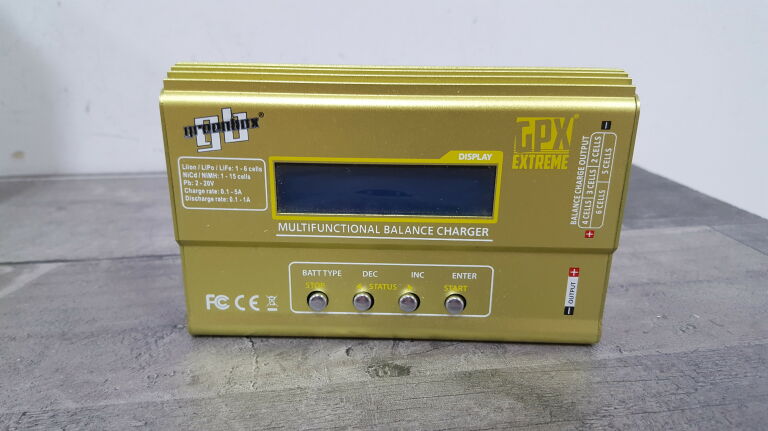 greenbox®
gb
GPX®
EXTREME
DISPLAY
LiIon / LiPo / LiFe: 1 - 6 cells
NiCd / NiMH: 1 - 15 cells
Pb: 2 - 20V
Charge rate: 0.1 - 5A
Discharge rate: 0.1 - 1A
MULTIFUNCTIONAL BALANCE CHARGER
BALANCE CHARGE OUTPUT
4 CELLS 3 CELLS 2 CELLS
6 CELLS 5 CELLS
BATT TYPE DEC INC ENTER
STOP STATUS START
FC CE
OUTPUT